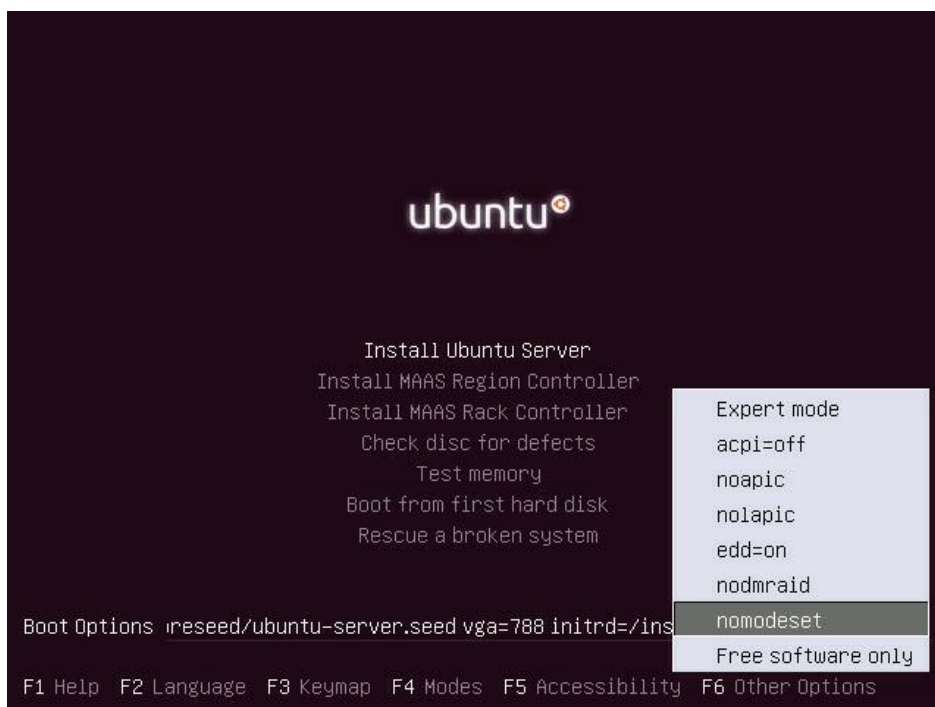 ubuntu
Install Ubuntu Server
Install MAAS Region Controller
Install MAAS Rack Controller
Check disc for defects
Test memory
Boot from first hard disk
Rescue a broken system
Expert mode
acpi=off
noapic
nolapic
edd=on
nodmraid
nomodeset
Free software only
Boot Options reseed/ubuntu-server.seed vga=788 initrd=/ins
F1 Help F2 Language F3 Keymap F4 Modes F5 Accessibility F6 Other Options